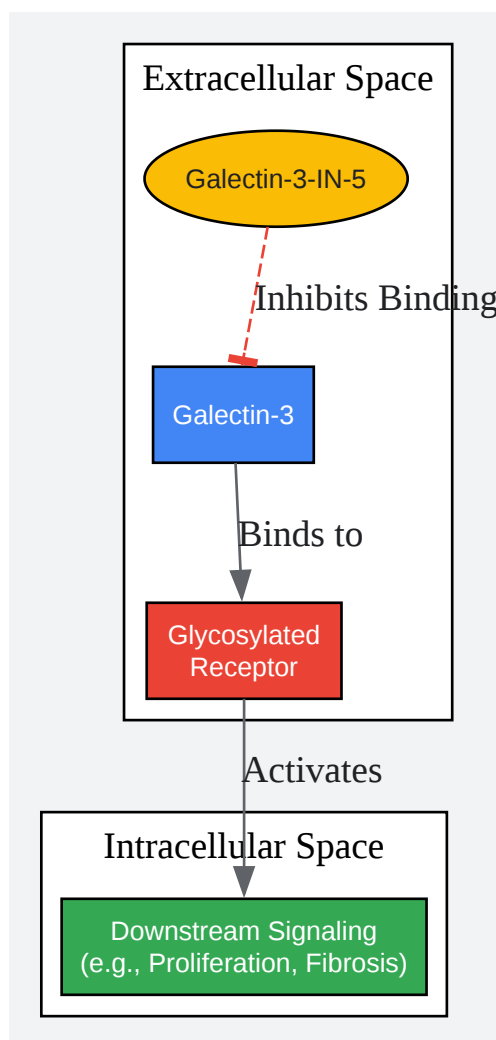 Extracellular Space
Galectin-3-IN-5
Inhibits Binding
Galectin-3
Binds to
Glycosylated
Receptor
Activates
Intracellular Space
Downstream Signaling
(e.g., Proliferation, Fibrosis)